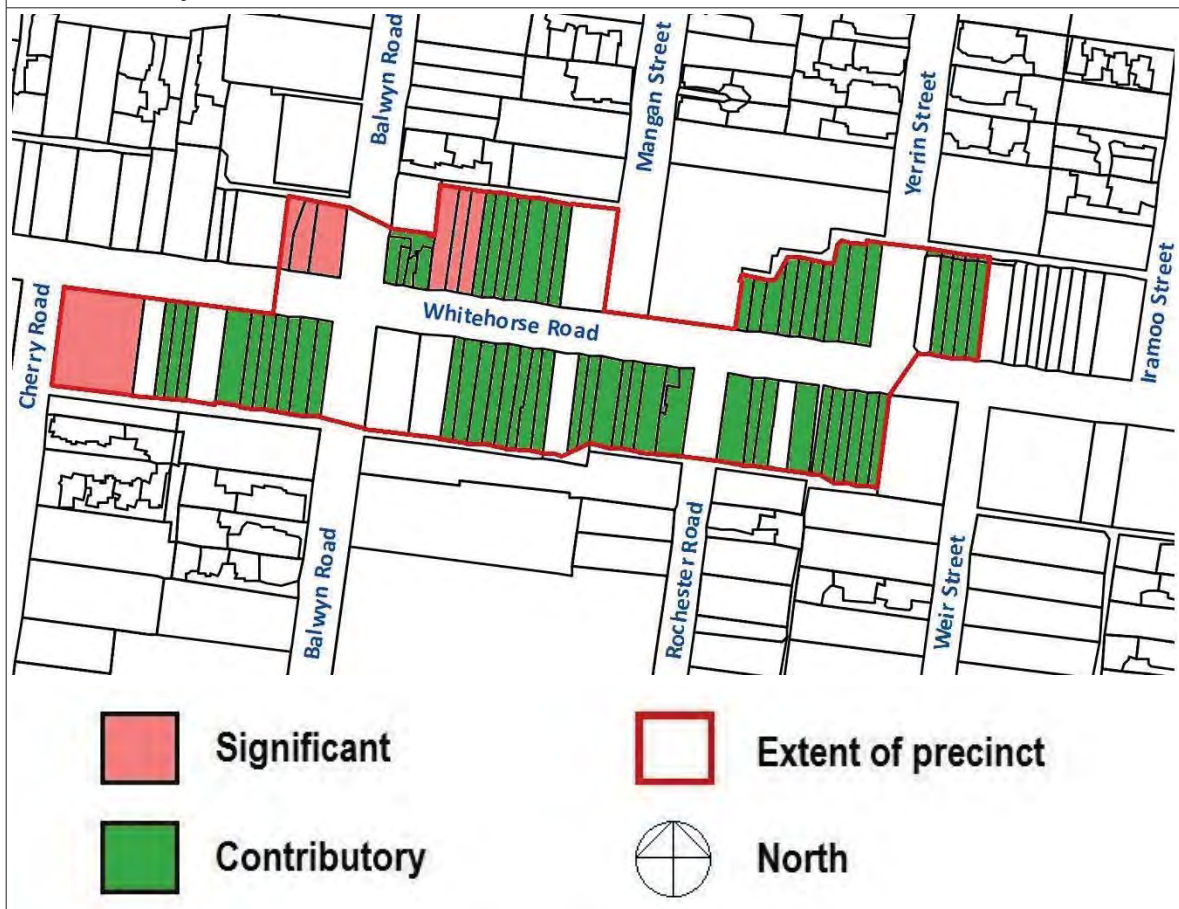 Balwyn Road
Mangan Street
Yerrin Street
Iramoo Street
Cherry Road
Whitehorse Road
Balwyn Road
Rochester Road
Weir Street
Significant
Extent of precinct
Contributory
North